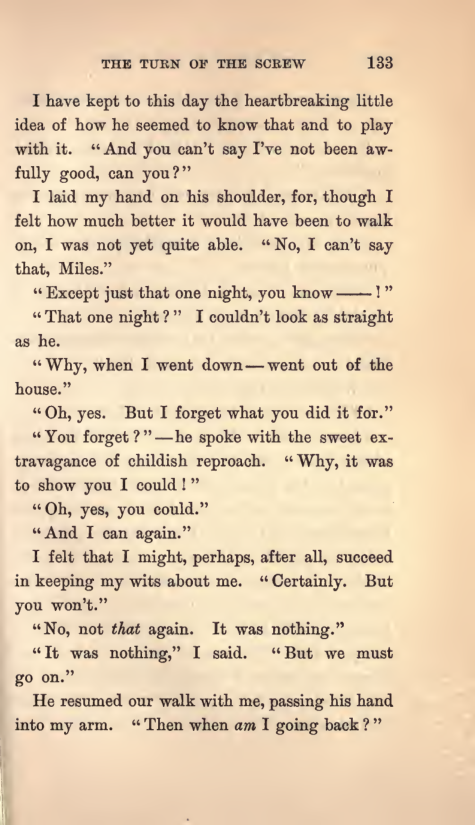 THE TURN OF THE SCREW 133
I have kept to this day the heartbreaking little
idea of how he seemed to know that and to play
with it. “And you can't say I've not been aw-
fully good, can you?”
I laid my hand on his shoulder, for, though I
felt how much better it would have been to walk
on, I was not yet quite able. “No, I can't say
that, Miles.”
“Except just that one night, you know——!”
“That one night?” I couldn't look as straight
as he.
“Why, when I went down—went out of the
house.”
“Oh, yes. But I forget what you did it for.”
“You forget?”—he spoke with the sweet ex-
travagance of childish reproach. “Why, it was
to show you I could!”
“Oh, yes, you could.”
“And I can again.”
I felt that I might, perhaps, after all, succeed
in keeping my wits about me. “Certainly. But
you won't.”
“No, not that again. It was nothing.”
“It was nothing,” I said. “But we must
go on.”
He resumed our walk with me, passing his hand
into my arm. “Then when am I going back?”